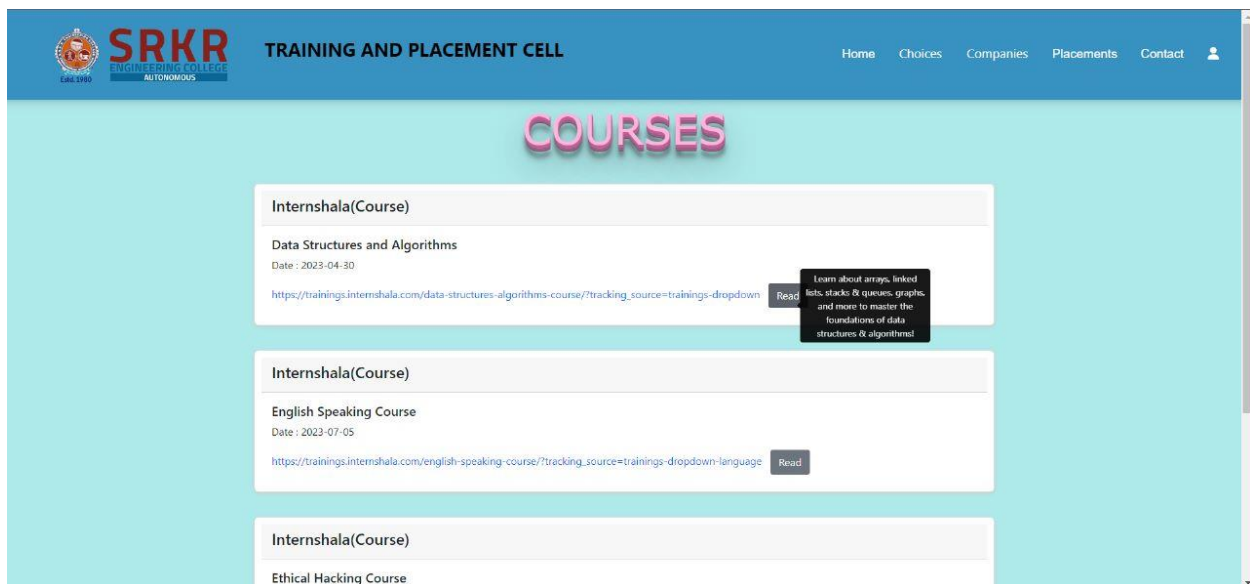 SRKR
ENGINEERING COLLEGE
AUTONOMOUS
Estd. 1980
TRAINING AND PLACEMENT CELL
Home Choices Companies Placements Contact
COURSES
Internshala(Course)
Data Structures and Algorithms
Date : 2023-04-30
https://trainings.internshala.com/data-structures-algorithms-course/?tracking_source=trainings-dropdown Read
Learn about arrays, linked
lists, stacks & queues, graphs,
and more to master the
foundations of data
structures & algorithms!
Internshala(Course)
English Speaking Course
Date : 2023-07-05
https://trainings.internshala.com/english-speaking-course/?tracking_source=trainings-dropdown-language Read
Internshala(Course)
Ethical Hacking Course